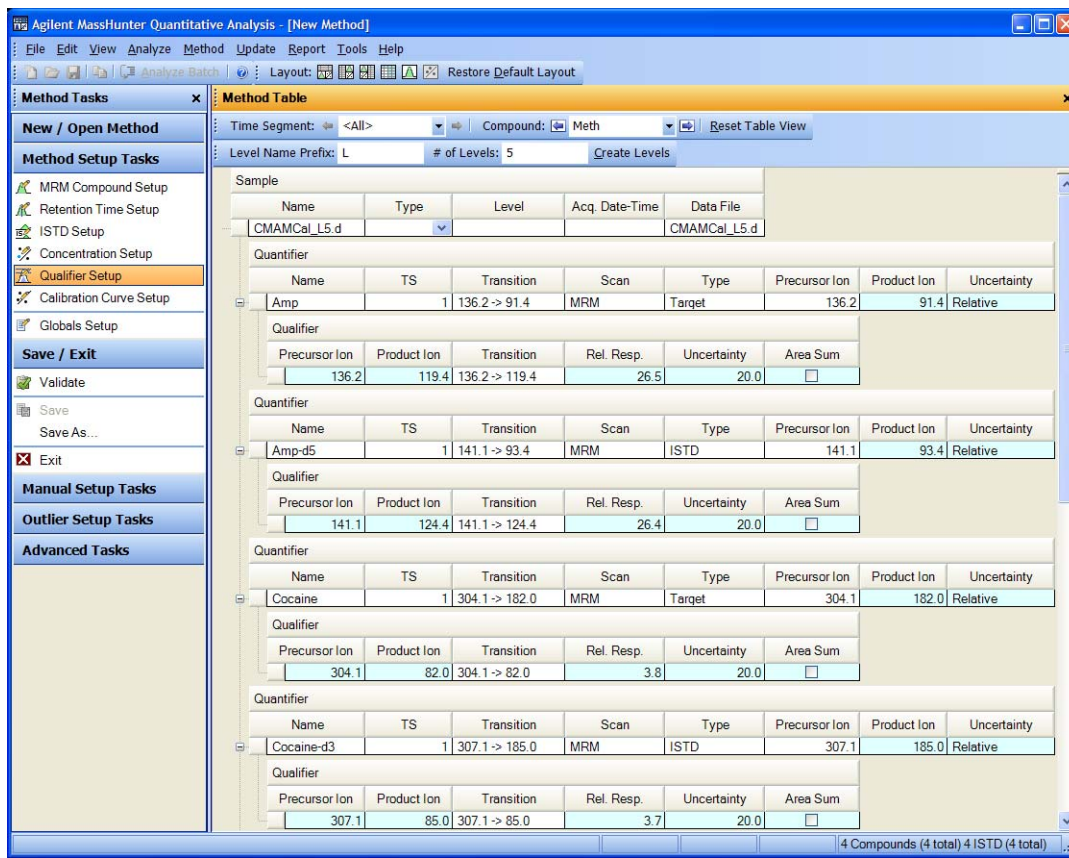 Agilent MassHunter Quantitative Analysis - [New Method]
File Edit View Analyze Method Update Report Tools Help
Analyze Batch Layout: Restore Default Layout
Method Tasks
New / Open Method
Method Setup Tasks
MRM Compound Setup
Retention Time Setup
ISTD Setup
Concentration Setup
Qualifier Setup
Calibration Curve Setup
Globals Setup
Save / Exit
Validate
Save
Save As...
Exit
Manual Setup Tasks
Outlier Setup Tasks
Advanced Tasks
Method Table
Time Segment: <All> Compound: Meth Reset Table View
Level Name Prefix: L # of Levels: 5 Create Levels
Sample
Name Type Level Acq. Date-Time Data File
CMAMCal_L5.d CMAMCal_L5.d
Quantifier
Name TS Transition Scan Type Precursor Ion Product Ion Uncertainty
Amp 1 136.2 -> 91.4 MRM Target 136.2 91.4 Relative
Qualifier
Precursor Ion Product Ion Transition Rel. Resp. Uncertainty Area Sum
136.2 119.4 136.2 -> 119.4 26.5 20.0
Quantifier
Name TS Transition Scan Type Precursor Ion Product Ion Uncertainty
Amp-d5 1 141.1 -> 93.4 MRM ISTD 141.1 93.4 Relative
Qualifier
Precursor Ion Product Ion Transition Rel. Resp. Uncertainty Area Sum
141.1 124.4 141.1 -> 124.4 26.4 20.0
Quantifier
Name TS Transition Scan Type Precursor Ion Product Ion Uncertainty
Cocaine 1 304.1 -> 182.0 MRM Target 304.1 182.0 Relative
Qualifier
Precursor Ion Product Ion Transition Rel. Resp. Uncertainty Area Sum
304.1 82.0 304.1 -> 82.0 3.8 20.0
Quantifier
Name TS Transition Scan Type Precursor Ion Product Ion Uncertainty
Cocaine-d3 1 307.1 -> 185.0 MRM ISTD 307.1 185.0 Relative
Qualifier
Precursor Ion Product Ion Transition Rel. Resp. Uncertainty Area Sum
307.1 85.0 307.1 -> 85.0 3.7 20.0
4 Compounds (4 total) 4 ISTD (4 total)